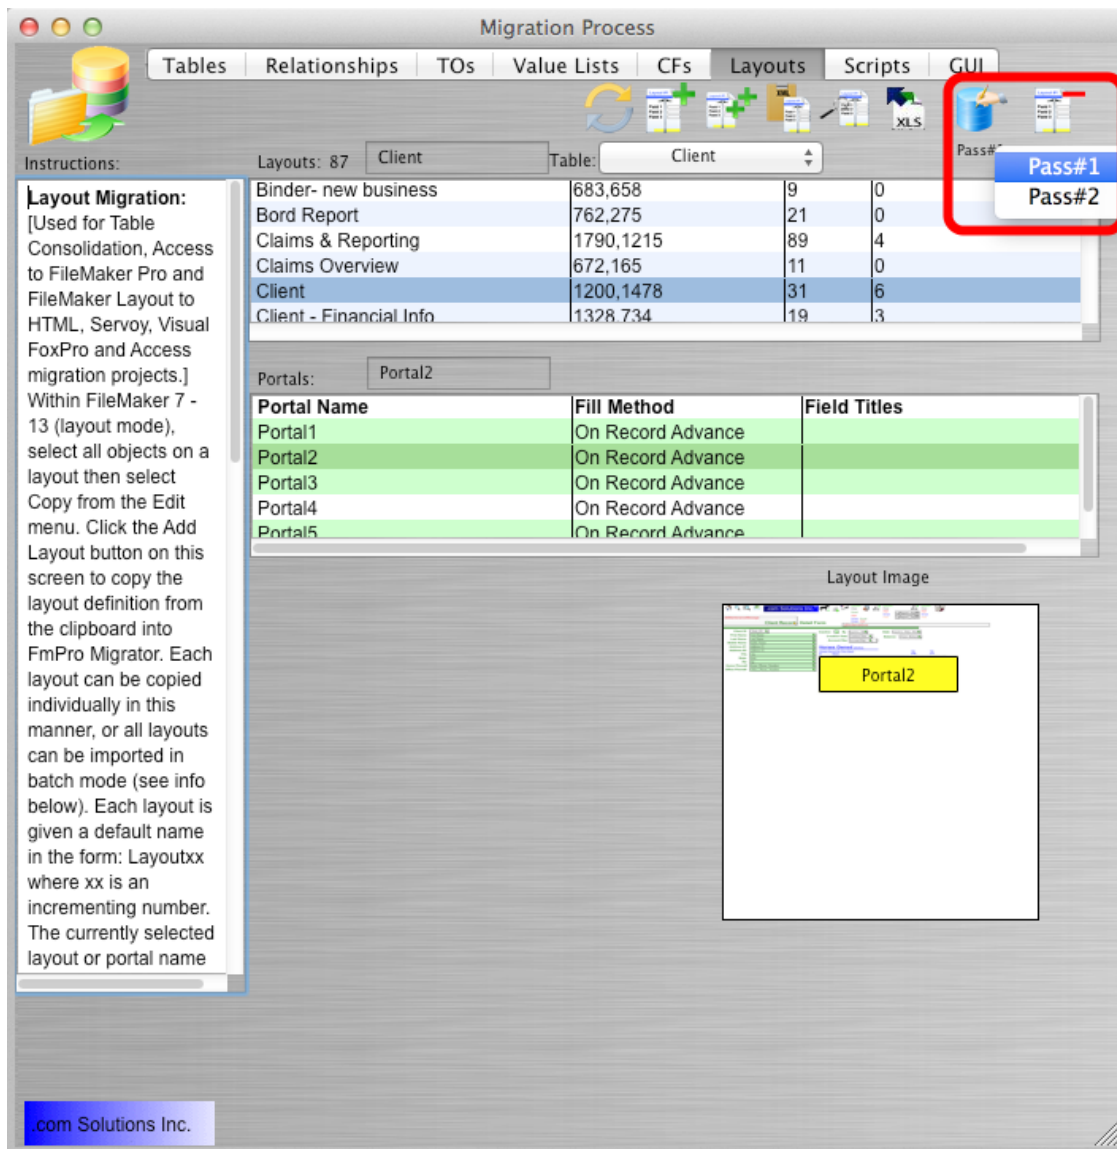 Migration Process
Tables Relationships TOs Value Lists CFs Layouts Scripts GUI
XLS
Instructions:
Layouts: 87 Client Table: Client
Pass#
Pass#1
Pass#2
Layout Migration:
[Used for Table
Consolidation, Access
to FileMaker Pro and
FileMaker Layout to
HTML, Servoy, Visual
FoxPro and Access
migration projects.]
Within FileMaker 7 -
13 (layout mode),
select all objects on a
layout then select
Copy from the Edit
menu. Click the Add
Layout button on this
screen to copy the
layout definition from
the clipboard into
FmPro Migrator. Each
layout can be copied
individually in this
manner, or all layouts
can be imported in
batch mode (see info
below). Each layout is
given a default name
in the form: Layoutxx
where xx is an
incrementing number.
The currently selected
layout or portal name
Binder- new business 683,658 9 0
Bord Report 762,275 21 0
Claims & Reporting 1790,1215 89 4
Claims Overview 672,165 11 0
Client 1200,1478 31 6
Client - Financial Info 1328,734 19 3
Portals: Portal2
Portal Name Fill Method Field Titles
Portal1 On Record Advance
Portal2 On Record Advance
Portal3 On Record Advance
Portal4 On Record Advance
Portal5 On Record Advance
Layout Image
Portal2
.com Solutions Inc.